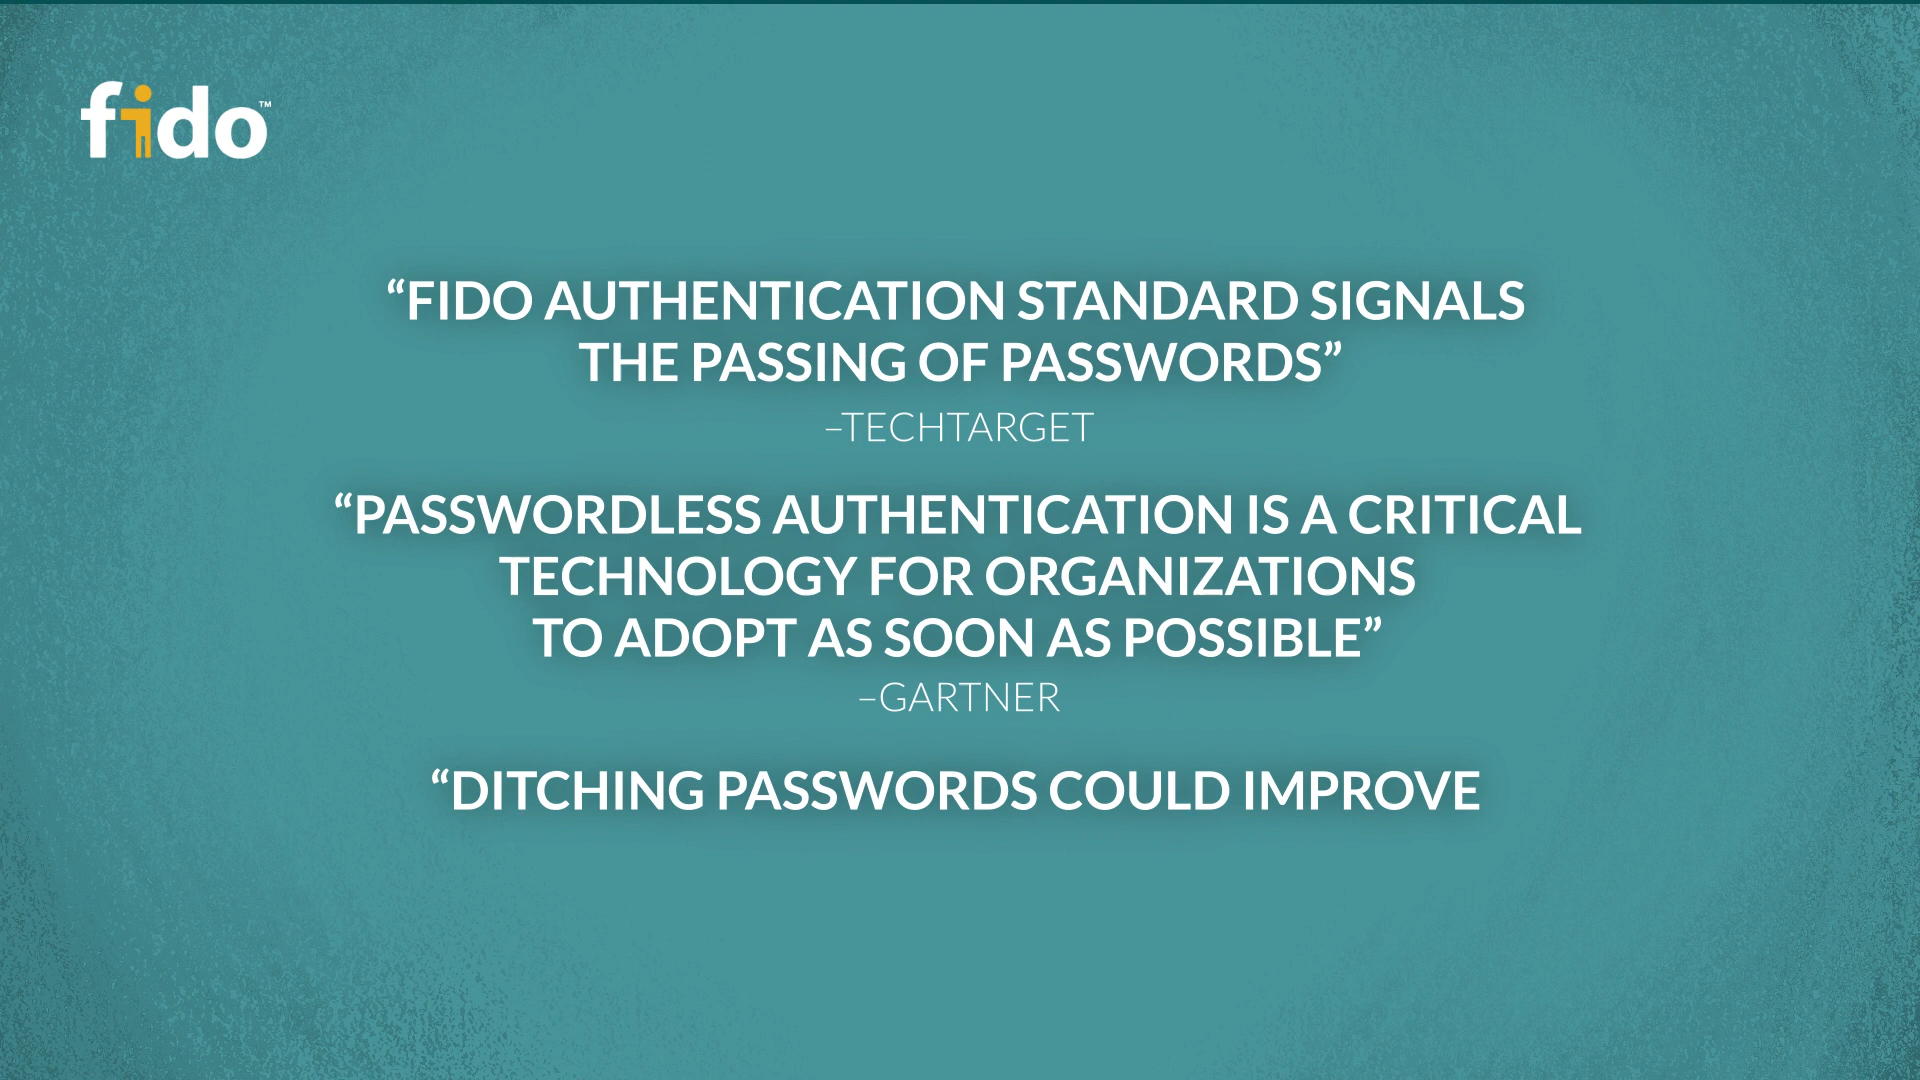 fido™
“FIDO AUTHENTICATION STANDARD SIGNALS
THE PASSING OF PASSWORDS”
–TECHTARGET
“PASSWORDLESS AUTHENTICATION IS A CRITICAL
TECHNOLOGY FOR ORGANIZATIONS
TO ADOPT AS SOON AS POSSIBLE”
–GARTNER
“DITCHING PASSWORDS COULD IMPROVE